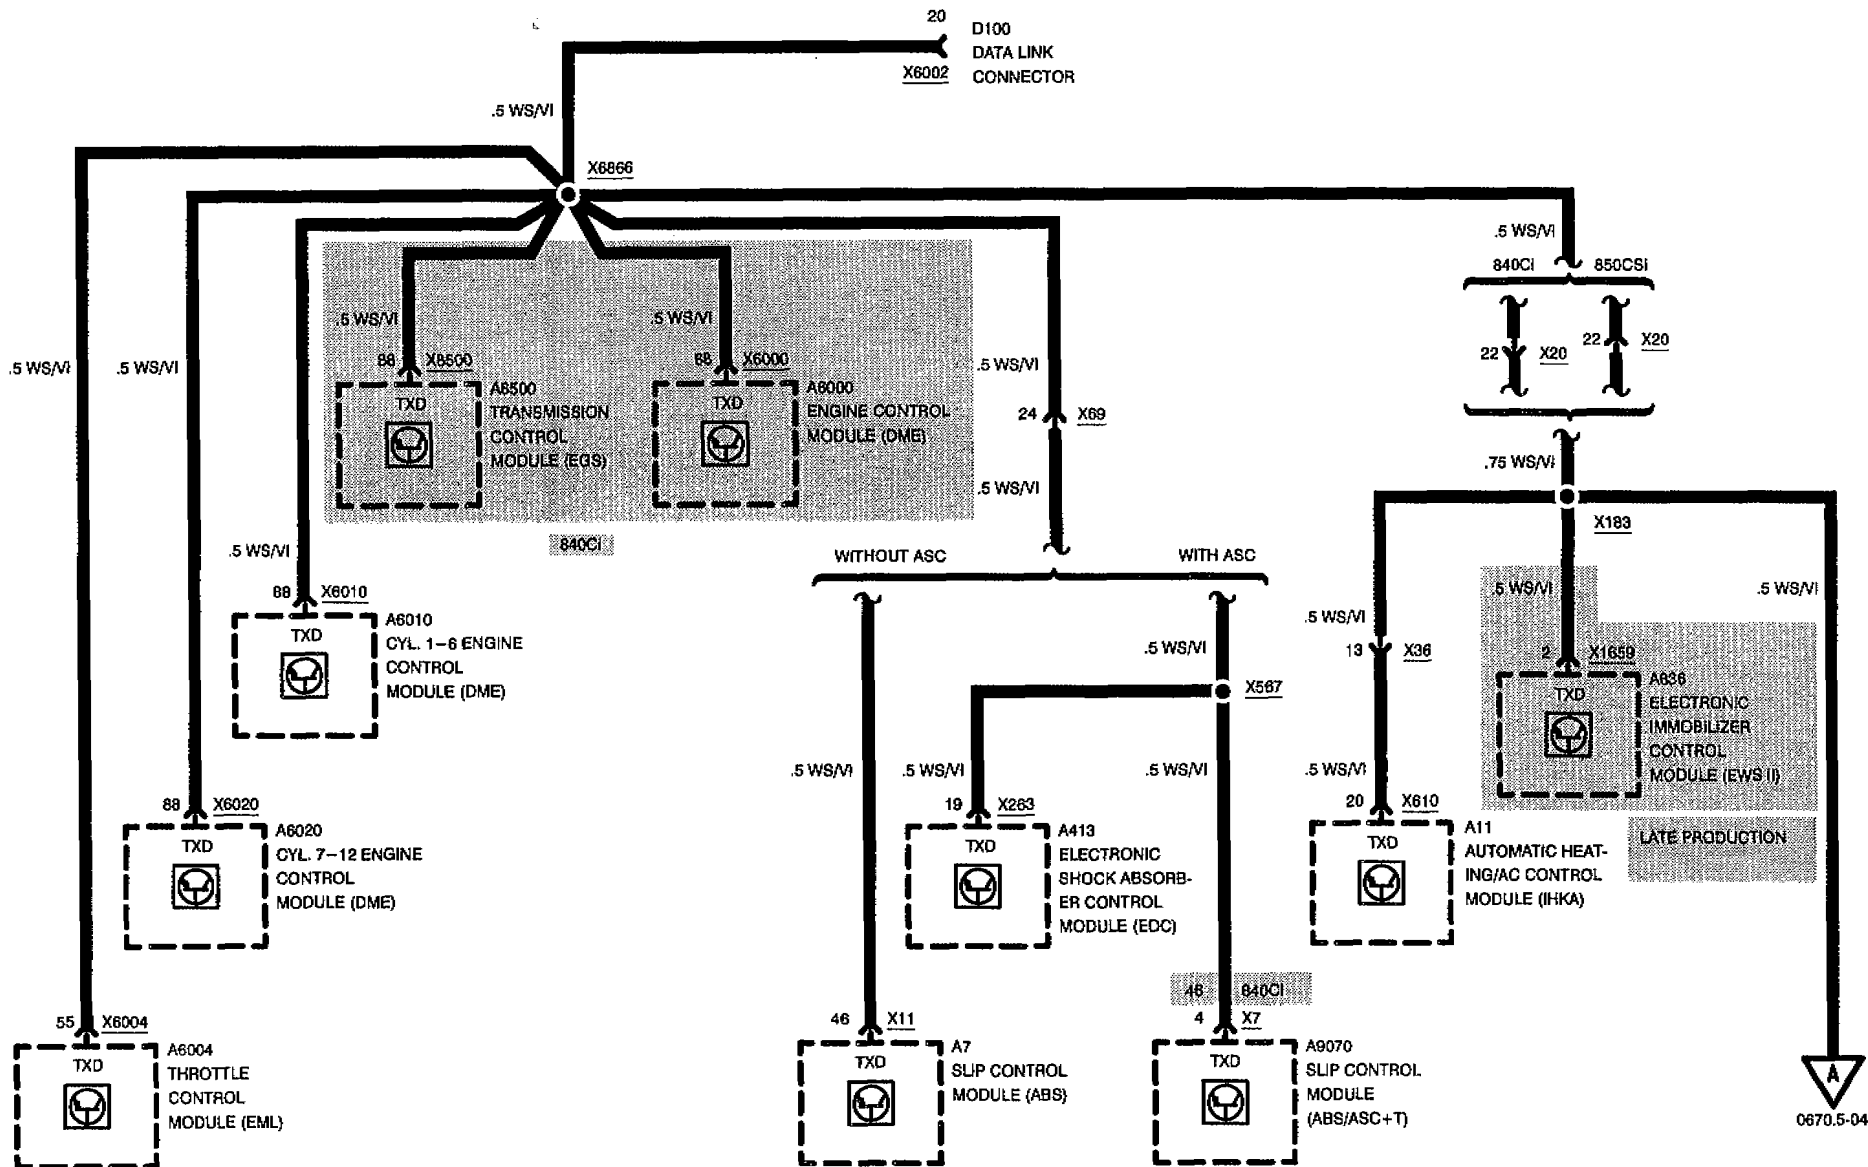 20
D100
DATA LINK
CONNECTOR
X6002
.5 WS/VI
X6866
.5 WS/VI
840Ci
850CSi
22
X20
22
X20
.75 WS/VI
X183
.5 WS/VI
.5 WS/VI
.5 WS/VI
88
X8500
A6500
TRANSMISSION
CONTROL
MODULE (EGS)
TXD
.5 WS/VI
68
X6000
A6000
ENGINE CONTROL
MODULE (DME)
TXD
840Ci
.5 WS/VI
24
X69
.5 WS/VI
WITHOUT ASC
WITH ASC
.5 WS/VI
88
X6010
TXD
A6010
CYL. 1-6 ENGINE
CONTROL
MODULE (DME)
.5 WS/VI
X567
.5 WS/VI
13
X36
.5 WS/VI
2
X1659
TXD
A836
ELECTRONIC
IMMOBILIZER
CONTROL
MODULE (EWS II)
LATE PRODUCTION
.5 WS/VI
88
X6020
TXD
A6020
CYL. 7-12 ENGINE
CONTROL
MODULE (DME)
.5 WS/VI
.5 WS/VI
19
X263
TXD
A413
ELECTRONIC
SHOCK ABSORB-
ER CONTROL
MODULE (EDC)
.5 WS/VI
.5 WS/VI
20
X610
TXD
A11
AUTOMATIC HEAT-
ING/AC CONTROL
MODULE (IHKA)
55
X6004
TXD
A6004
THROTTLE
CONTROL
MODULE (EML)
46
X11
TXD
A7
SLIP CONTROL
MODULE (ABS)
46
840Ci
4
X7
TXD
A9070
SLIP CONTROL
MODULE
(ABS/ASC+T)
A
0670.5-04